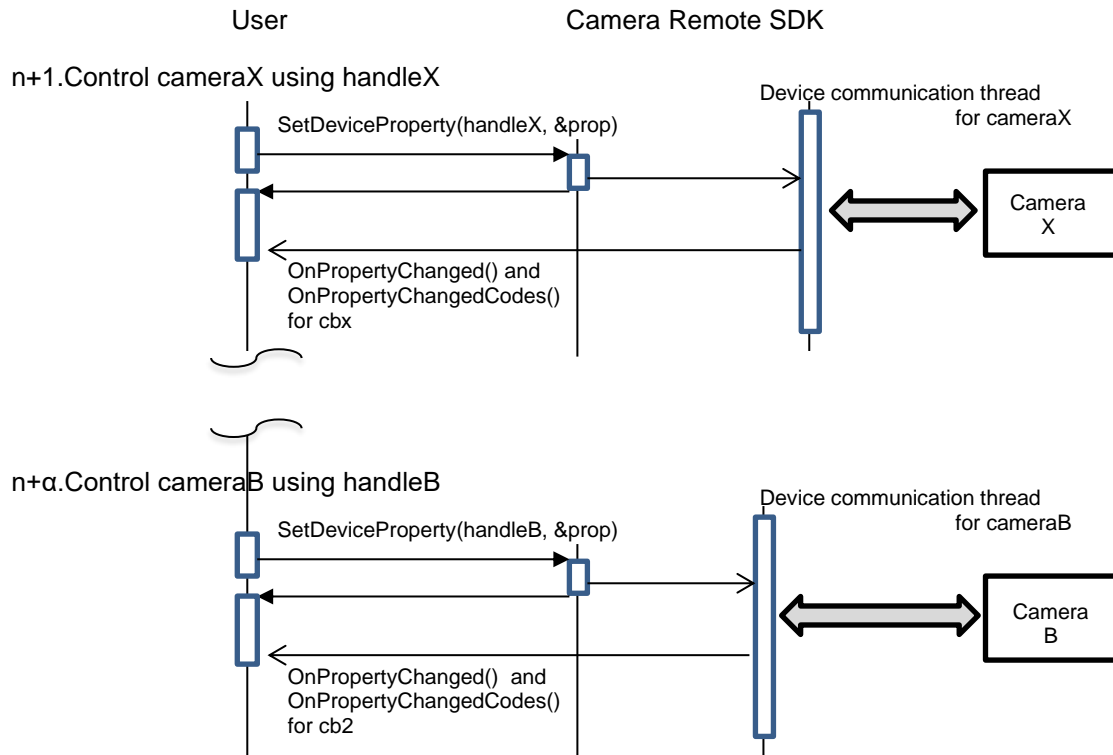 User
Camera Remote SDK
n+1.Control cameraX using handleX
Device communication thread
for cameraX
SetDeviceProperty(handleX, &prop)
Camera
X
OnPropertyChanged() and
OnPropertyChangedCodes()
for cbx
n+α.Control cameraB using handleB
Device communication thread
for cameraB
SetDeviceProperty(handleB, &prop)
Camera
B
OnPropertyChanged() and
OnPropertyChangedCodes()
for cb2